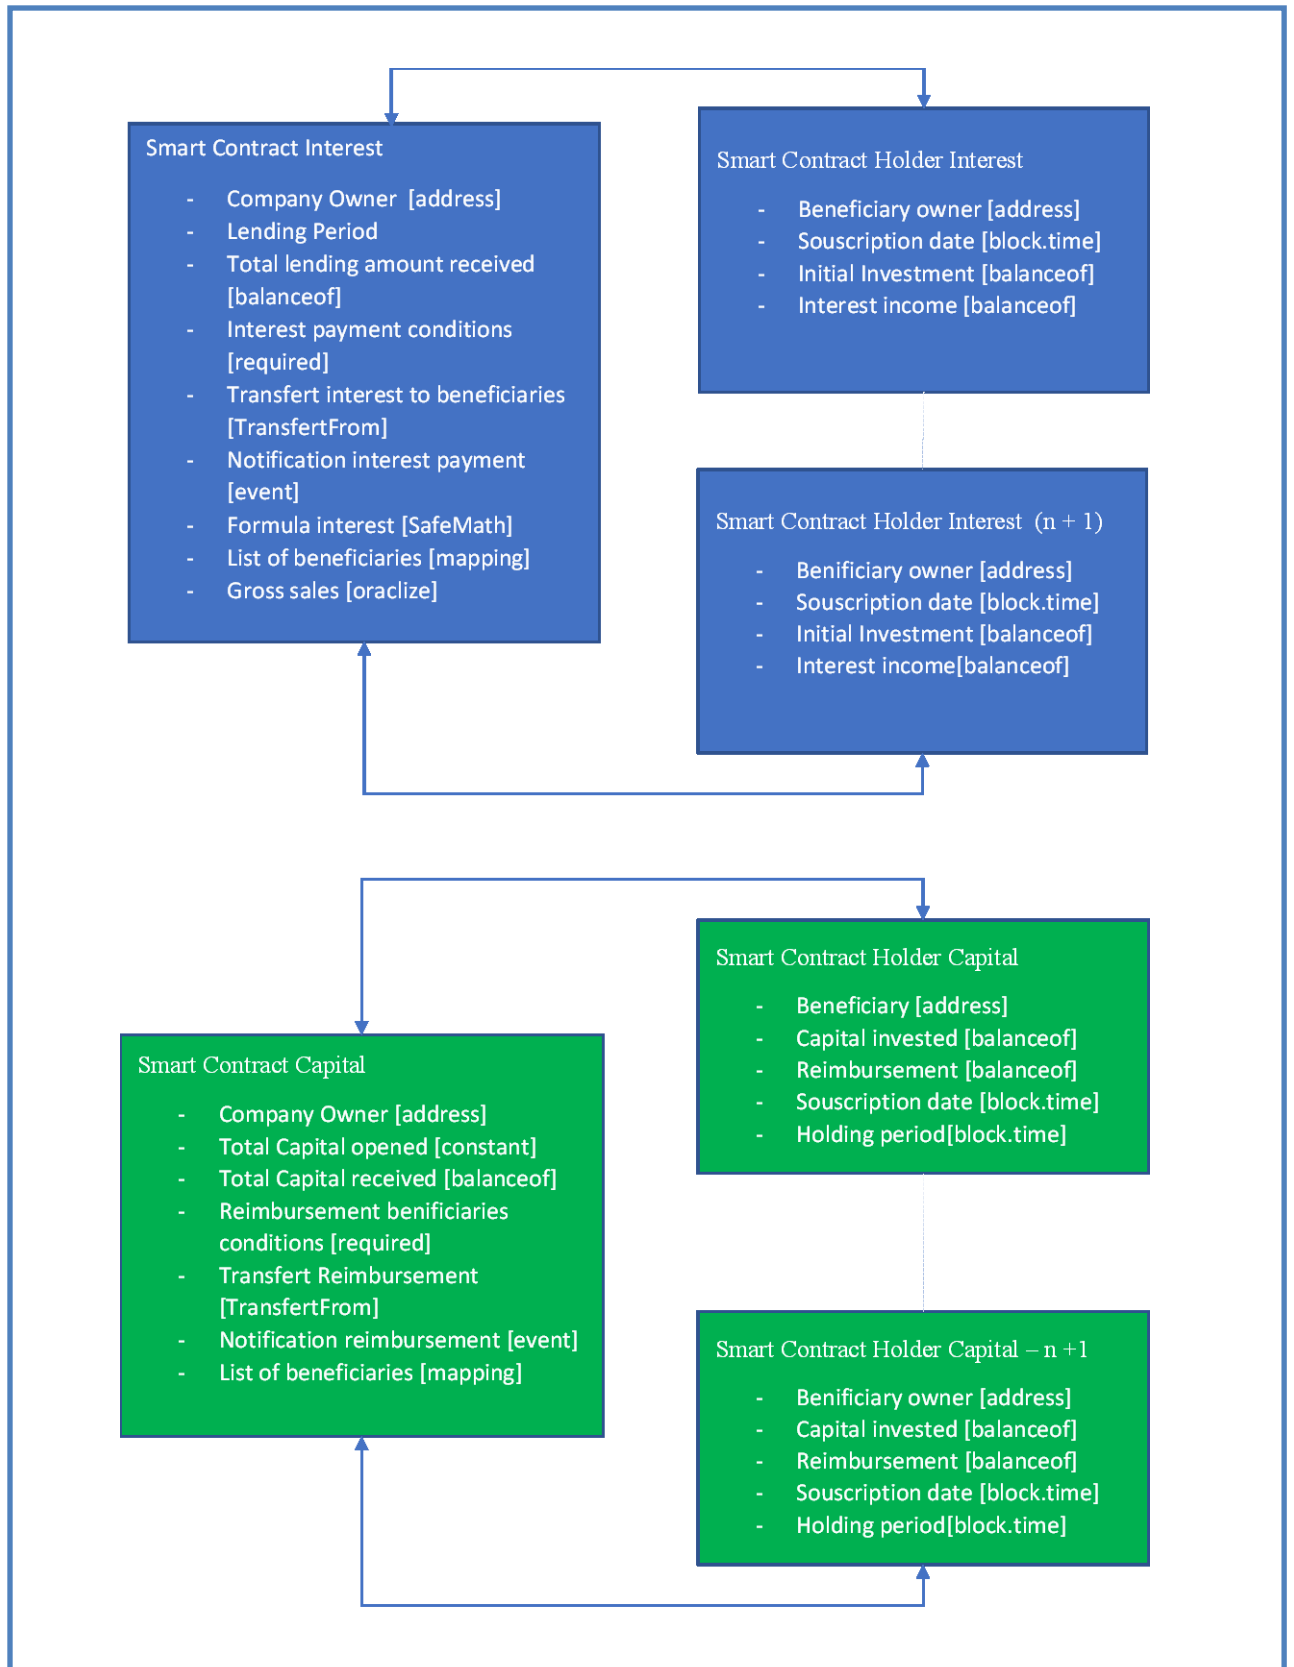 Smart Contract Interest
- Company Owner  [address]
- Lending Period
- Total lending amount received
[balanceof]
- Interest payment conditions
[required]
- Transfert interest to beneficiaries
[TransfertFrom]
- Notification interest payment
[event]
- Formula interest [SafeMath]
- List of beneficiaries [mapping]
- Gross sales [oraclize]
Smart Contract Holder Interest
- Beneficiary owner [address]
- Souscription date [block.time]
- Initial Investment [balanceof]
- Interest income [balanceof]
Smart Contract Holder Interest  (n + 1)
- Benificiary owner [address]
- Souscription date [block.time]
- Initial Investment [balanceof]
- Interest income[balanceof]
Smart Contract Capital
- Company Owner [address]
- Total Capital opened [constant]
- Total Capital received [balanceof]
- Reimbursement benificiaries
conditions [required]
- Transfert Reimbursement
[TransfertFrom]
- Notification reimbursement [event]
- List of beneficiaries [mapping]
Smart Contract Holder Capital
- Beneficiary [address]
- Capital invested [balanceof]
- Reimbursement [balanceof]
- Souscription date [block.time]
- Holding period[block.time]
Smart Contract Holder Capital – n +1
- Benificiary owner [address]
- Capital invested [balanceof]
- Reimbursement [balanceof]
- Souscription date [block.time]
- Holding period[block.time]